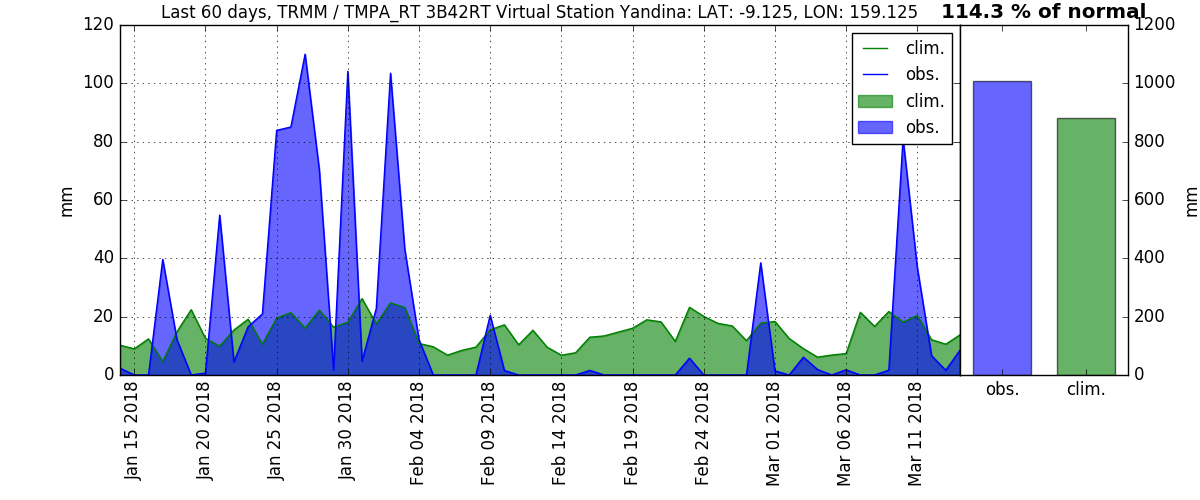 Last 60 days, TRMM / TMPA_RT 3B42RT Virtual Station Yandina: LAT: -9.125, LON: 159.125
114.3 % of normal
120
100
80
60
40
20
0
mm
clim.
obs.
clim.
obs.
1200
1000
800
600
400
200
0
mm
Jan 15 2018
Jan 20 2018
Jan 25 2018
Jan 30 2018
Feb 04 2018
Feb 09 2018
Feb 14 2018
Feb 19 2018
Feb 24 2018
Mar 01 2018
Mar 06 2018
Mar 11 2018
obs.
clim.